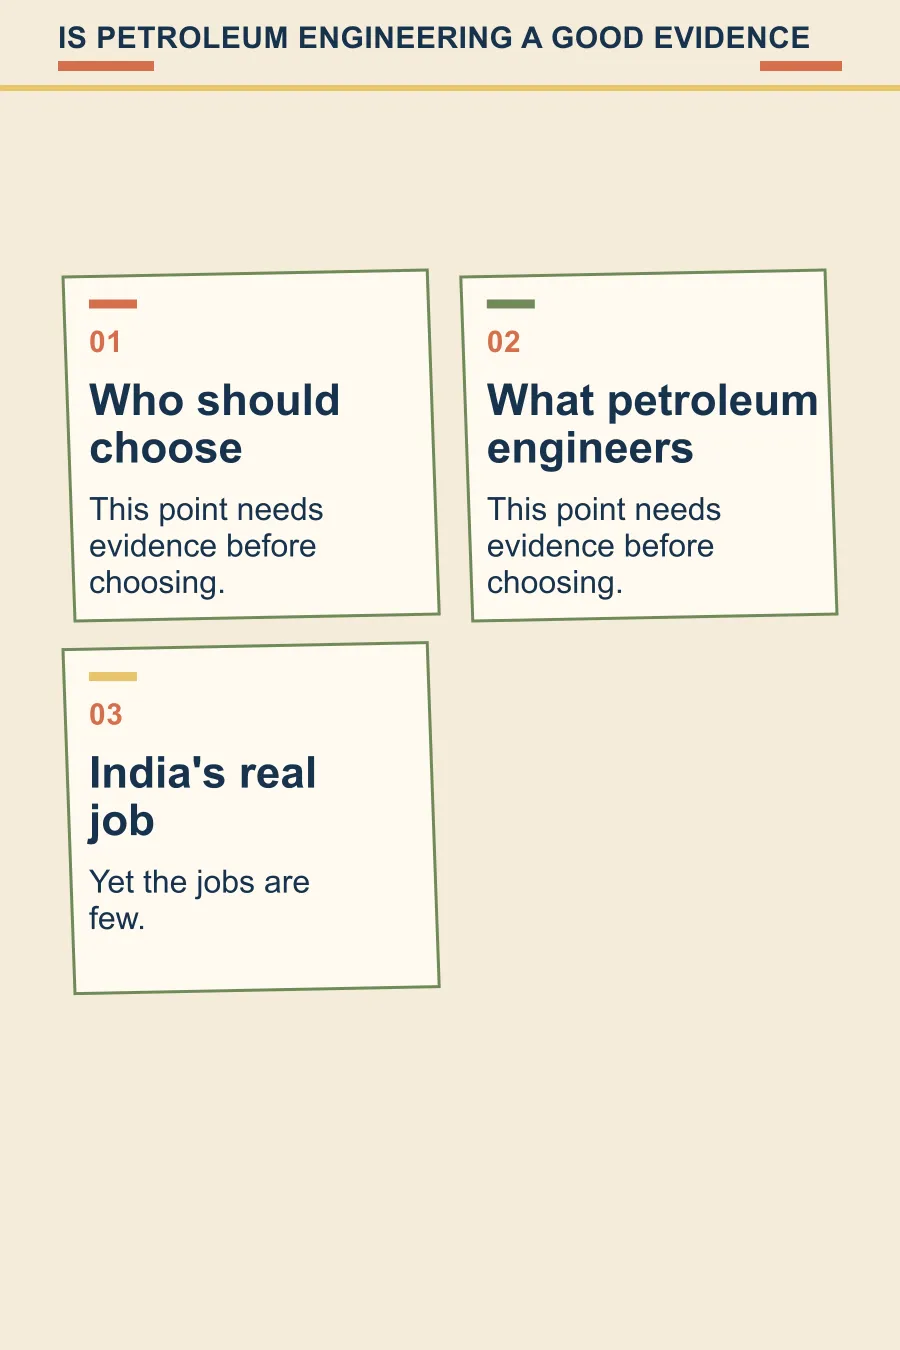 IS PETROLEUM ENGINEERING A GOOD EVIDENCE
01
Who should
choose
This point needs
evidence before
choosing.
02
What petroleum
engineers
This point needs
evidence before
choosing.
03
India's real
job
Yet the jobs are
few.